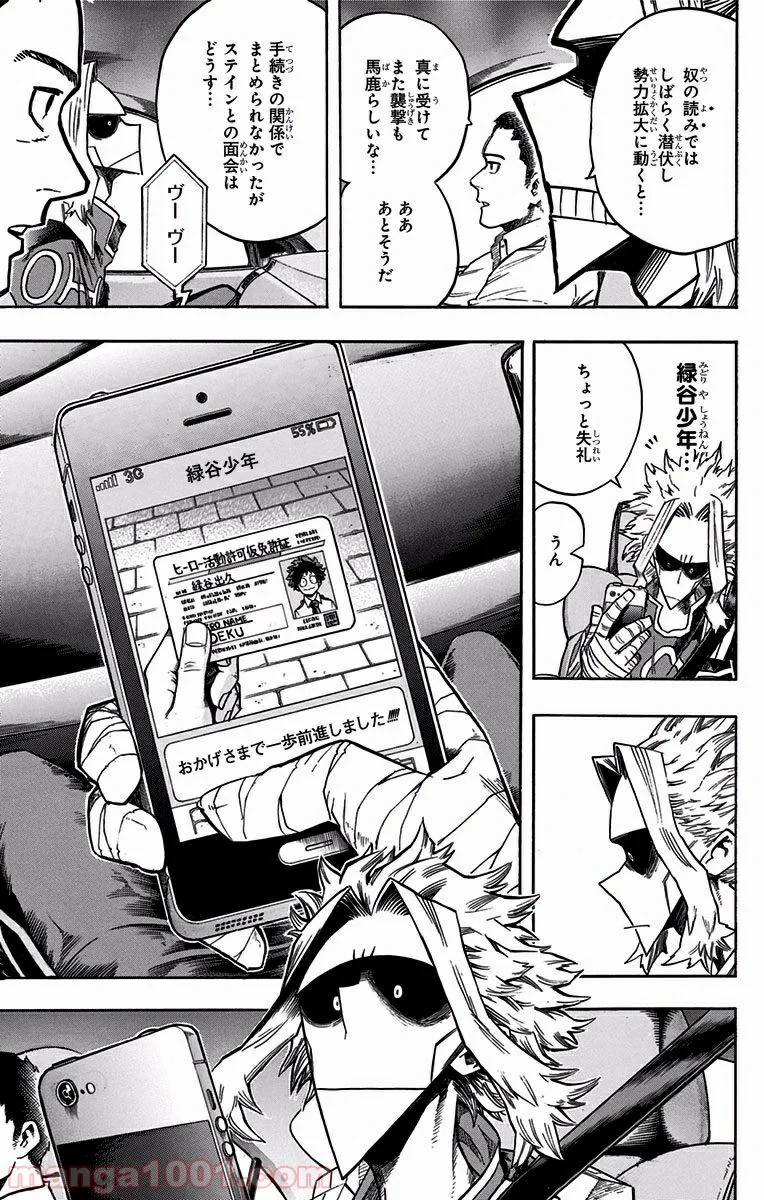 奴の読みでは
しばらく潜伏し
勢力拡大に動くと…
真に受けて
また襲撃も
馬鹿らしいな…
ああ
あとそうだ
手続きの関係で
まとめられなかったが
ステインとの面会は
どうす…
ヴーヴー
緑谷少年…
ちょっと失礼
うん
3G
55%
緑谷少年
ヒーロー活動許可仮免許証
緑谷出久
RO NAME
DEKU
おかげさまで一歩前進しました!!!!
manga1001.com